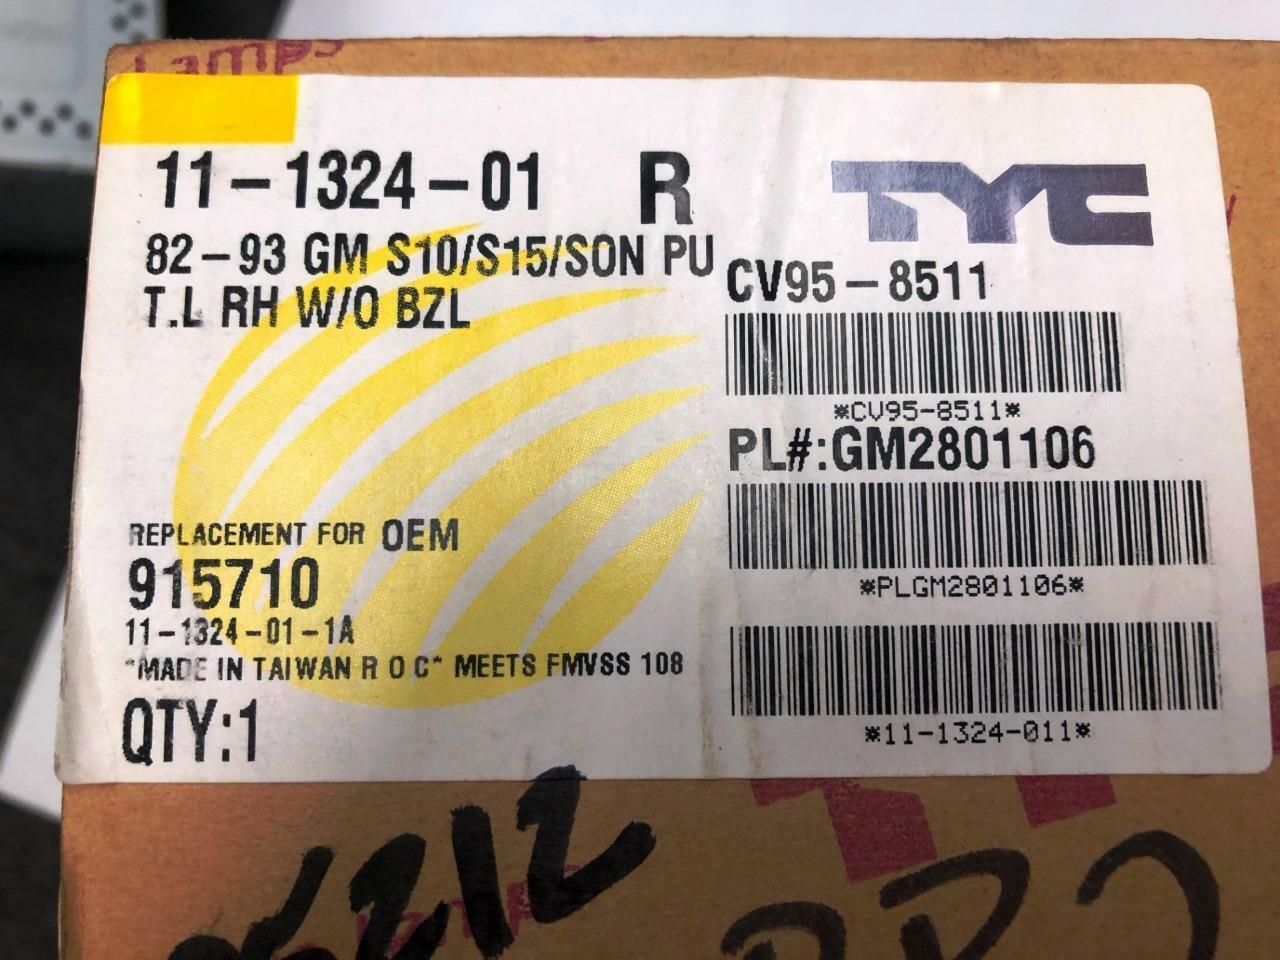 Lamps
11-1324-01 R
TYC
82-93 GM S10/S15/SON PU
T.L RH W/O BZL
CV95-8511
*CV95-8511*
PL#:GM2801106
*PLGM2801106*
REPLACEMENT FOR OEM
915710
11-1324-01-1A
"MADE IN TAIWAN R O C" MEETS FMVSS 108
QTY:1
*11-1324-011*